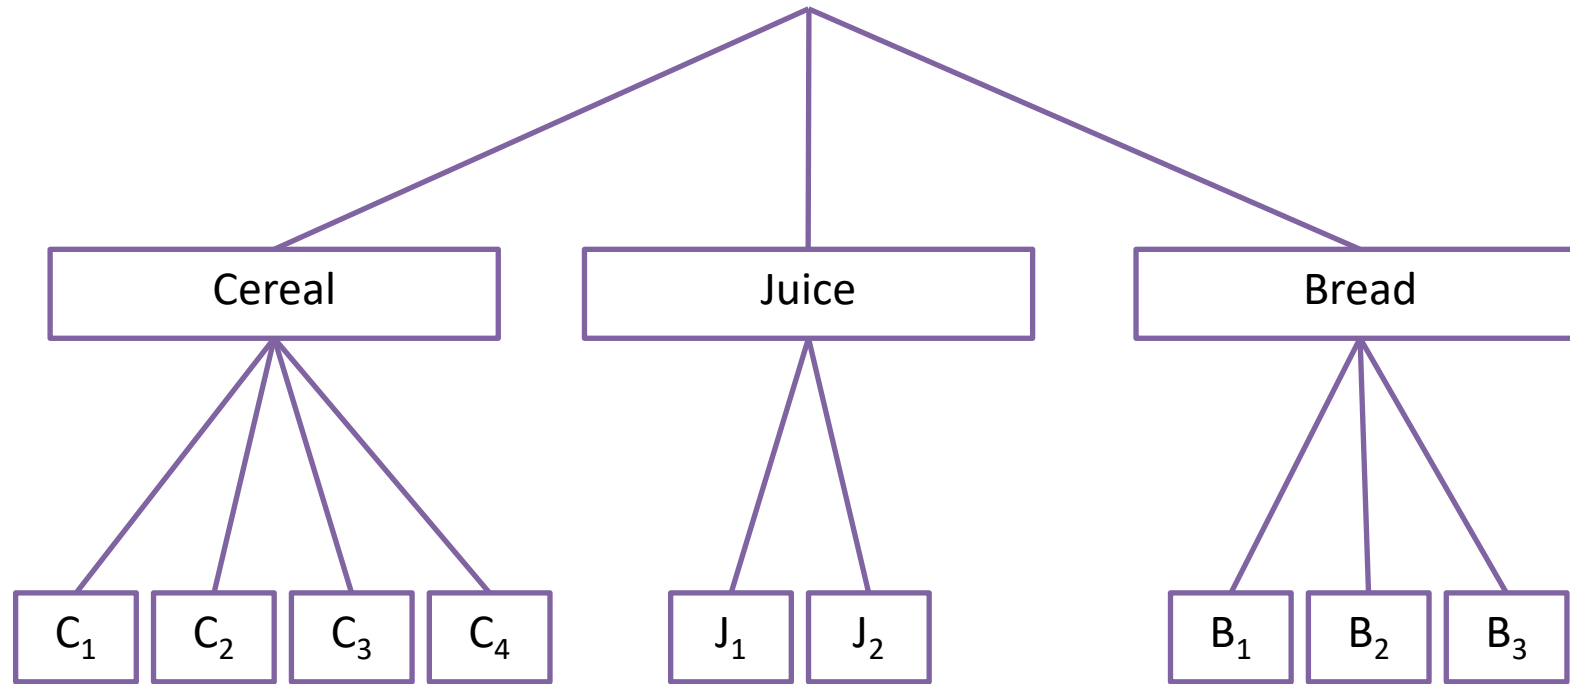 Cereal Juice Bread
C₁ C₂ C₃ C₄ J₁ J₂ B₁ B₂ B₃